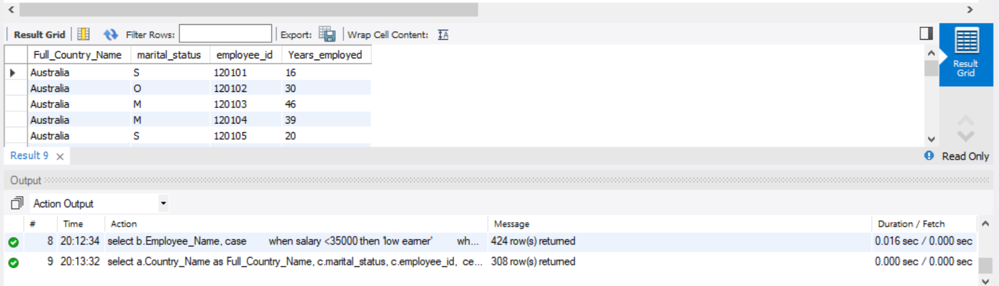 Result Grid Filter Rows: Export: Wrap Cell Content:
Full_Country_Name marital_status employee_id Years_employed
Australia S 120101 16
Australia O 120102 30
Australia M 120103 46
Australia M 120104 39
Australia S 120105 20
Result Grid
Result 9 Read Only
Output
Action Output
# Time Action Message Duration / Fetch
8 20:12:34 select b.Employee_Name, case when salary <35000 then 'low earner' wh... 424 row(s) returned 0.016 sec / 0.000 sec
9 20:13:32 select a.Country_Name as Full_Country_Name, c.marital_status, c.employee_id, ce... 308 row(s) returned 0.000 sec / 0.000 sec